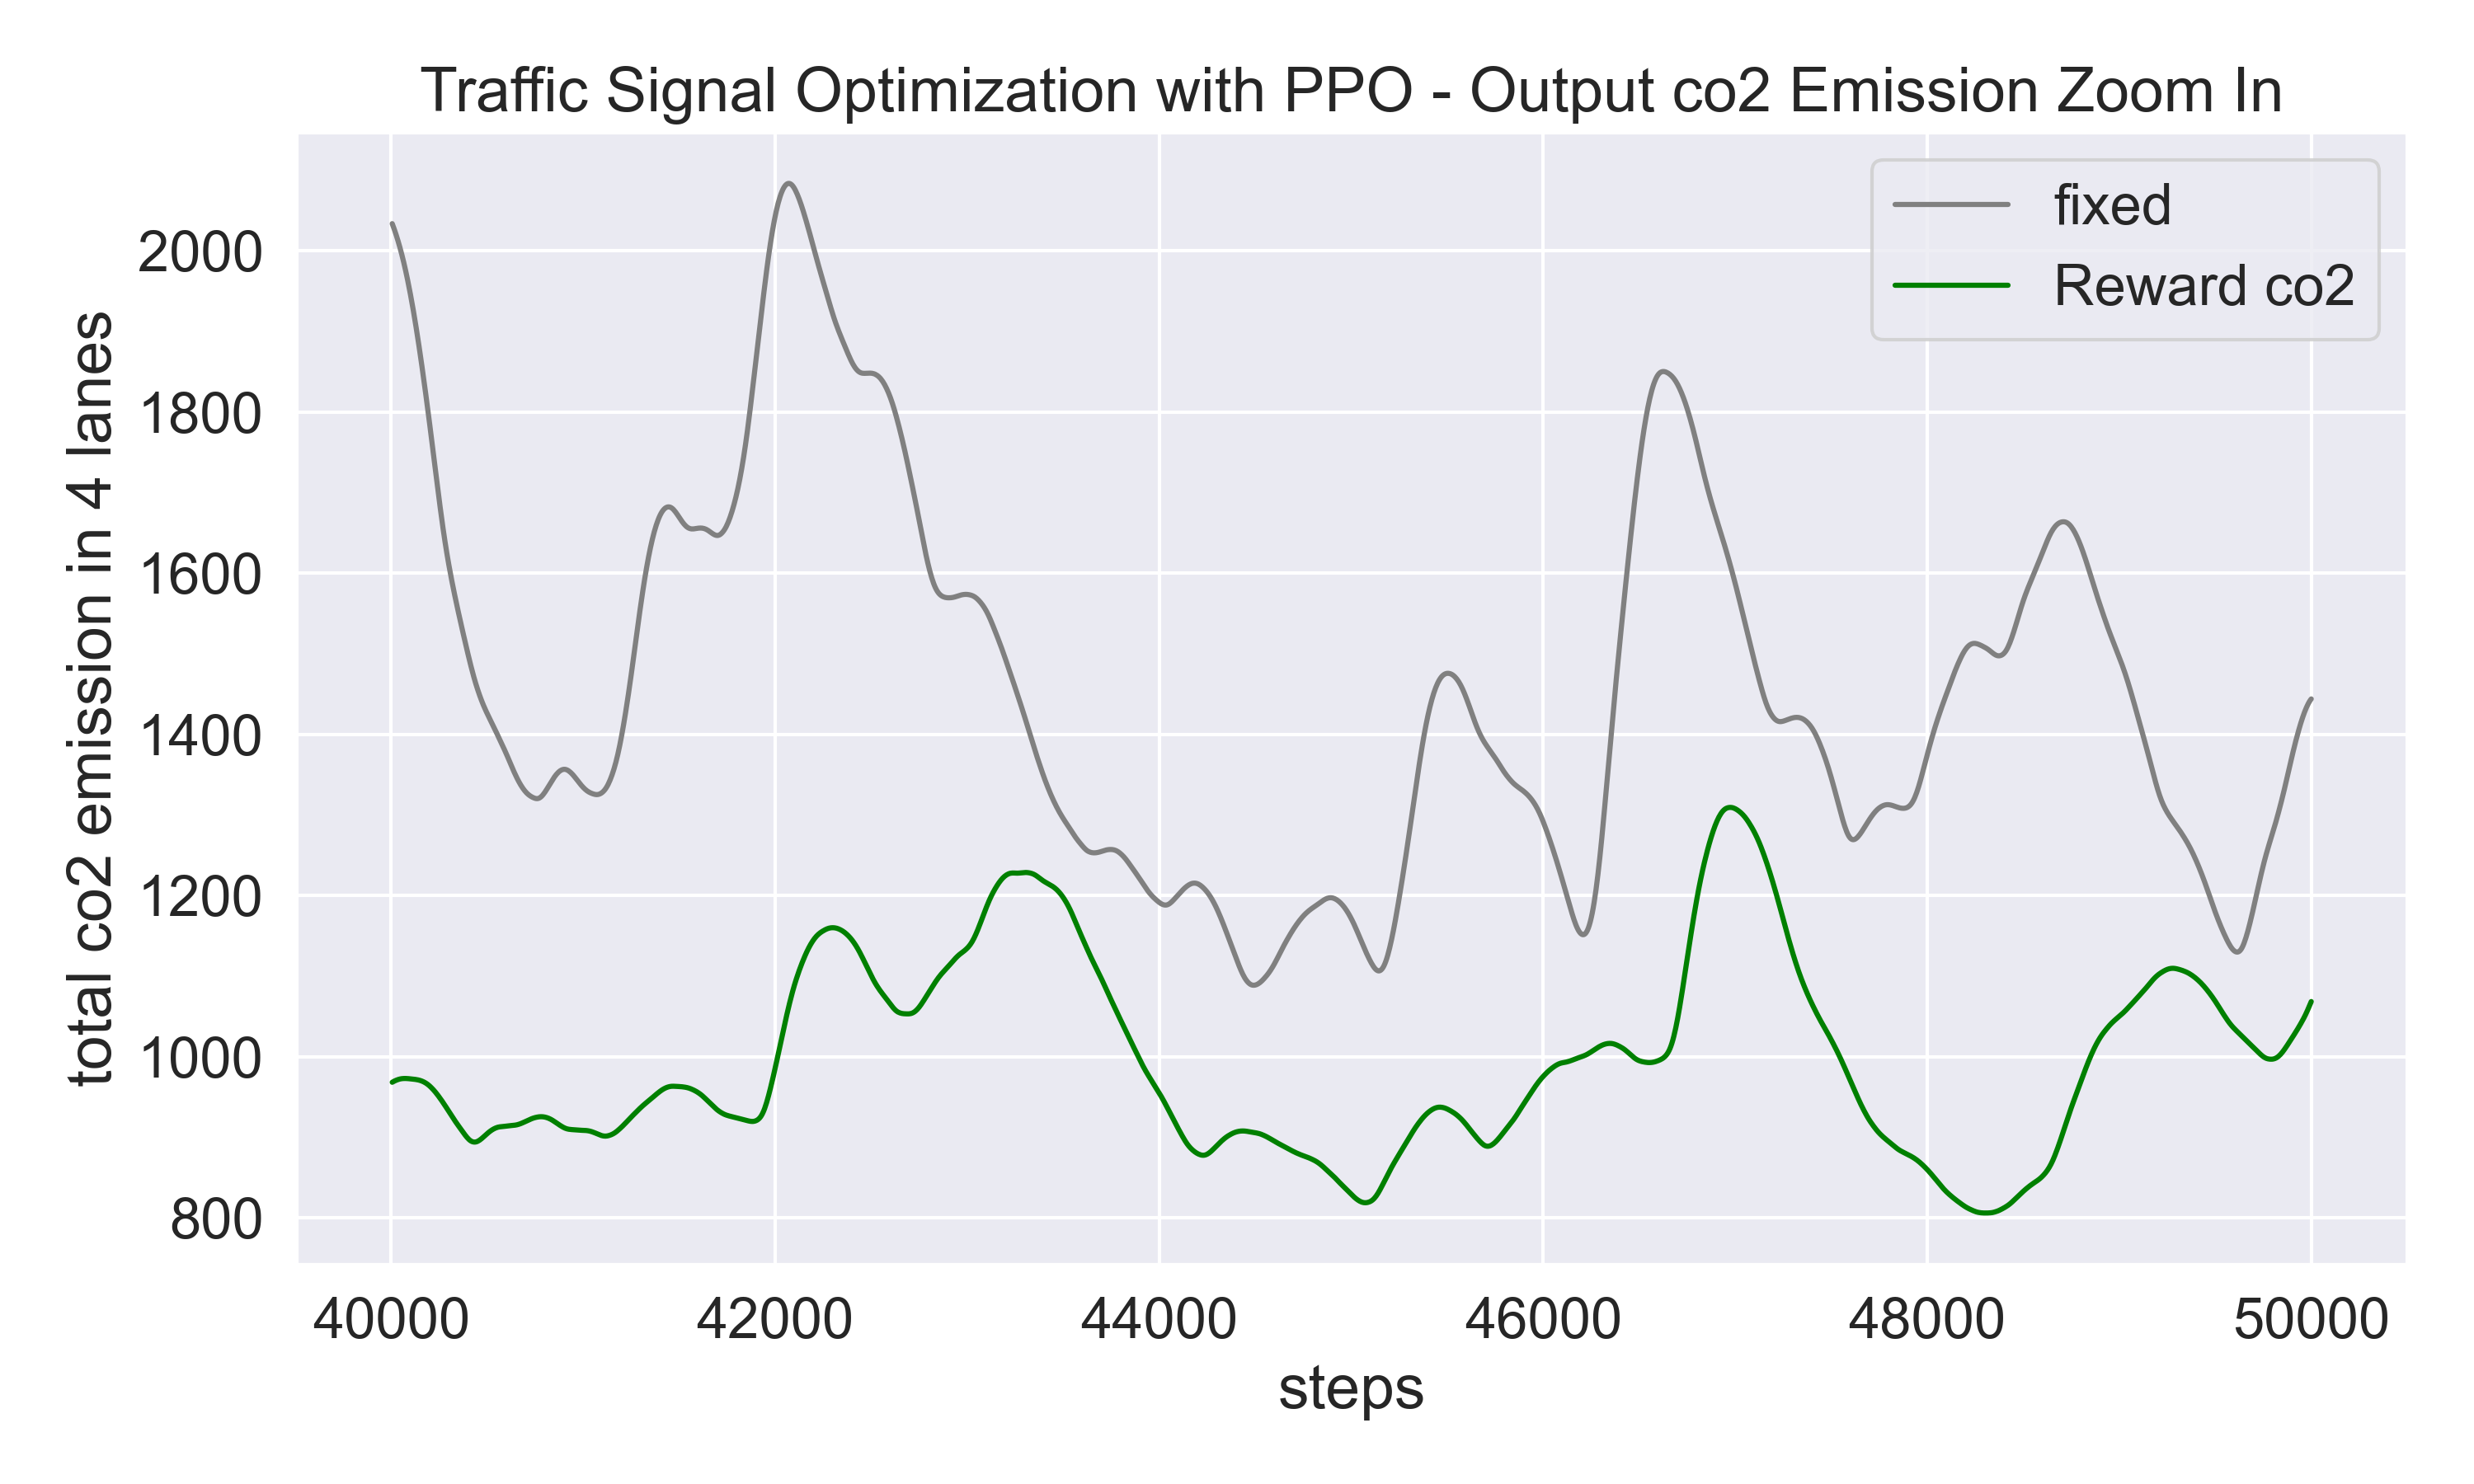 Traffic Signal Optimization with PPO - Output co2 Emission Zoom In
fixed
Reward co2
total co2 emission in 4 lanes
2000
1800
1600
1400
1200
1000
800
40000
42000
44000
46000
48000
50000
steps